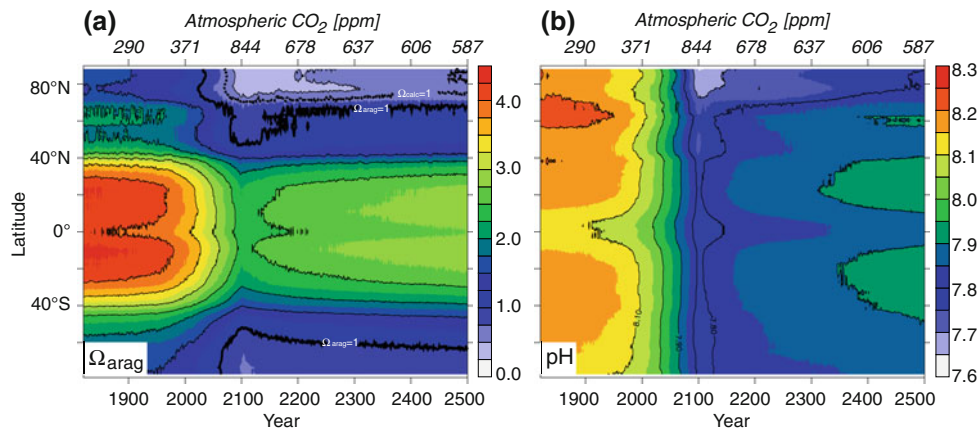 (a) Atmospheric CO2 [ppm]
290 371 844 678 637 606 587
80°N
40°N
0°
40°S
Latitude
Ωcalc=1
Ωarag=1
Ωarag=1
Ωarag
4.0
3.0
2.0
1.0
0.0
1900 2000 2100 2200 2300 2400 2500
Year
(b) Atmospheric CO2 [ppm]
290 371 844 678 637 606 587
8.10
7.90
7.80
pH
8.3
8.2
8.1
8.0
7.9
7.8
7.7
7.6
1900 2000 2100 2200 2300 2400 2500
Year